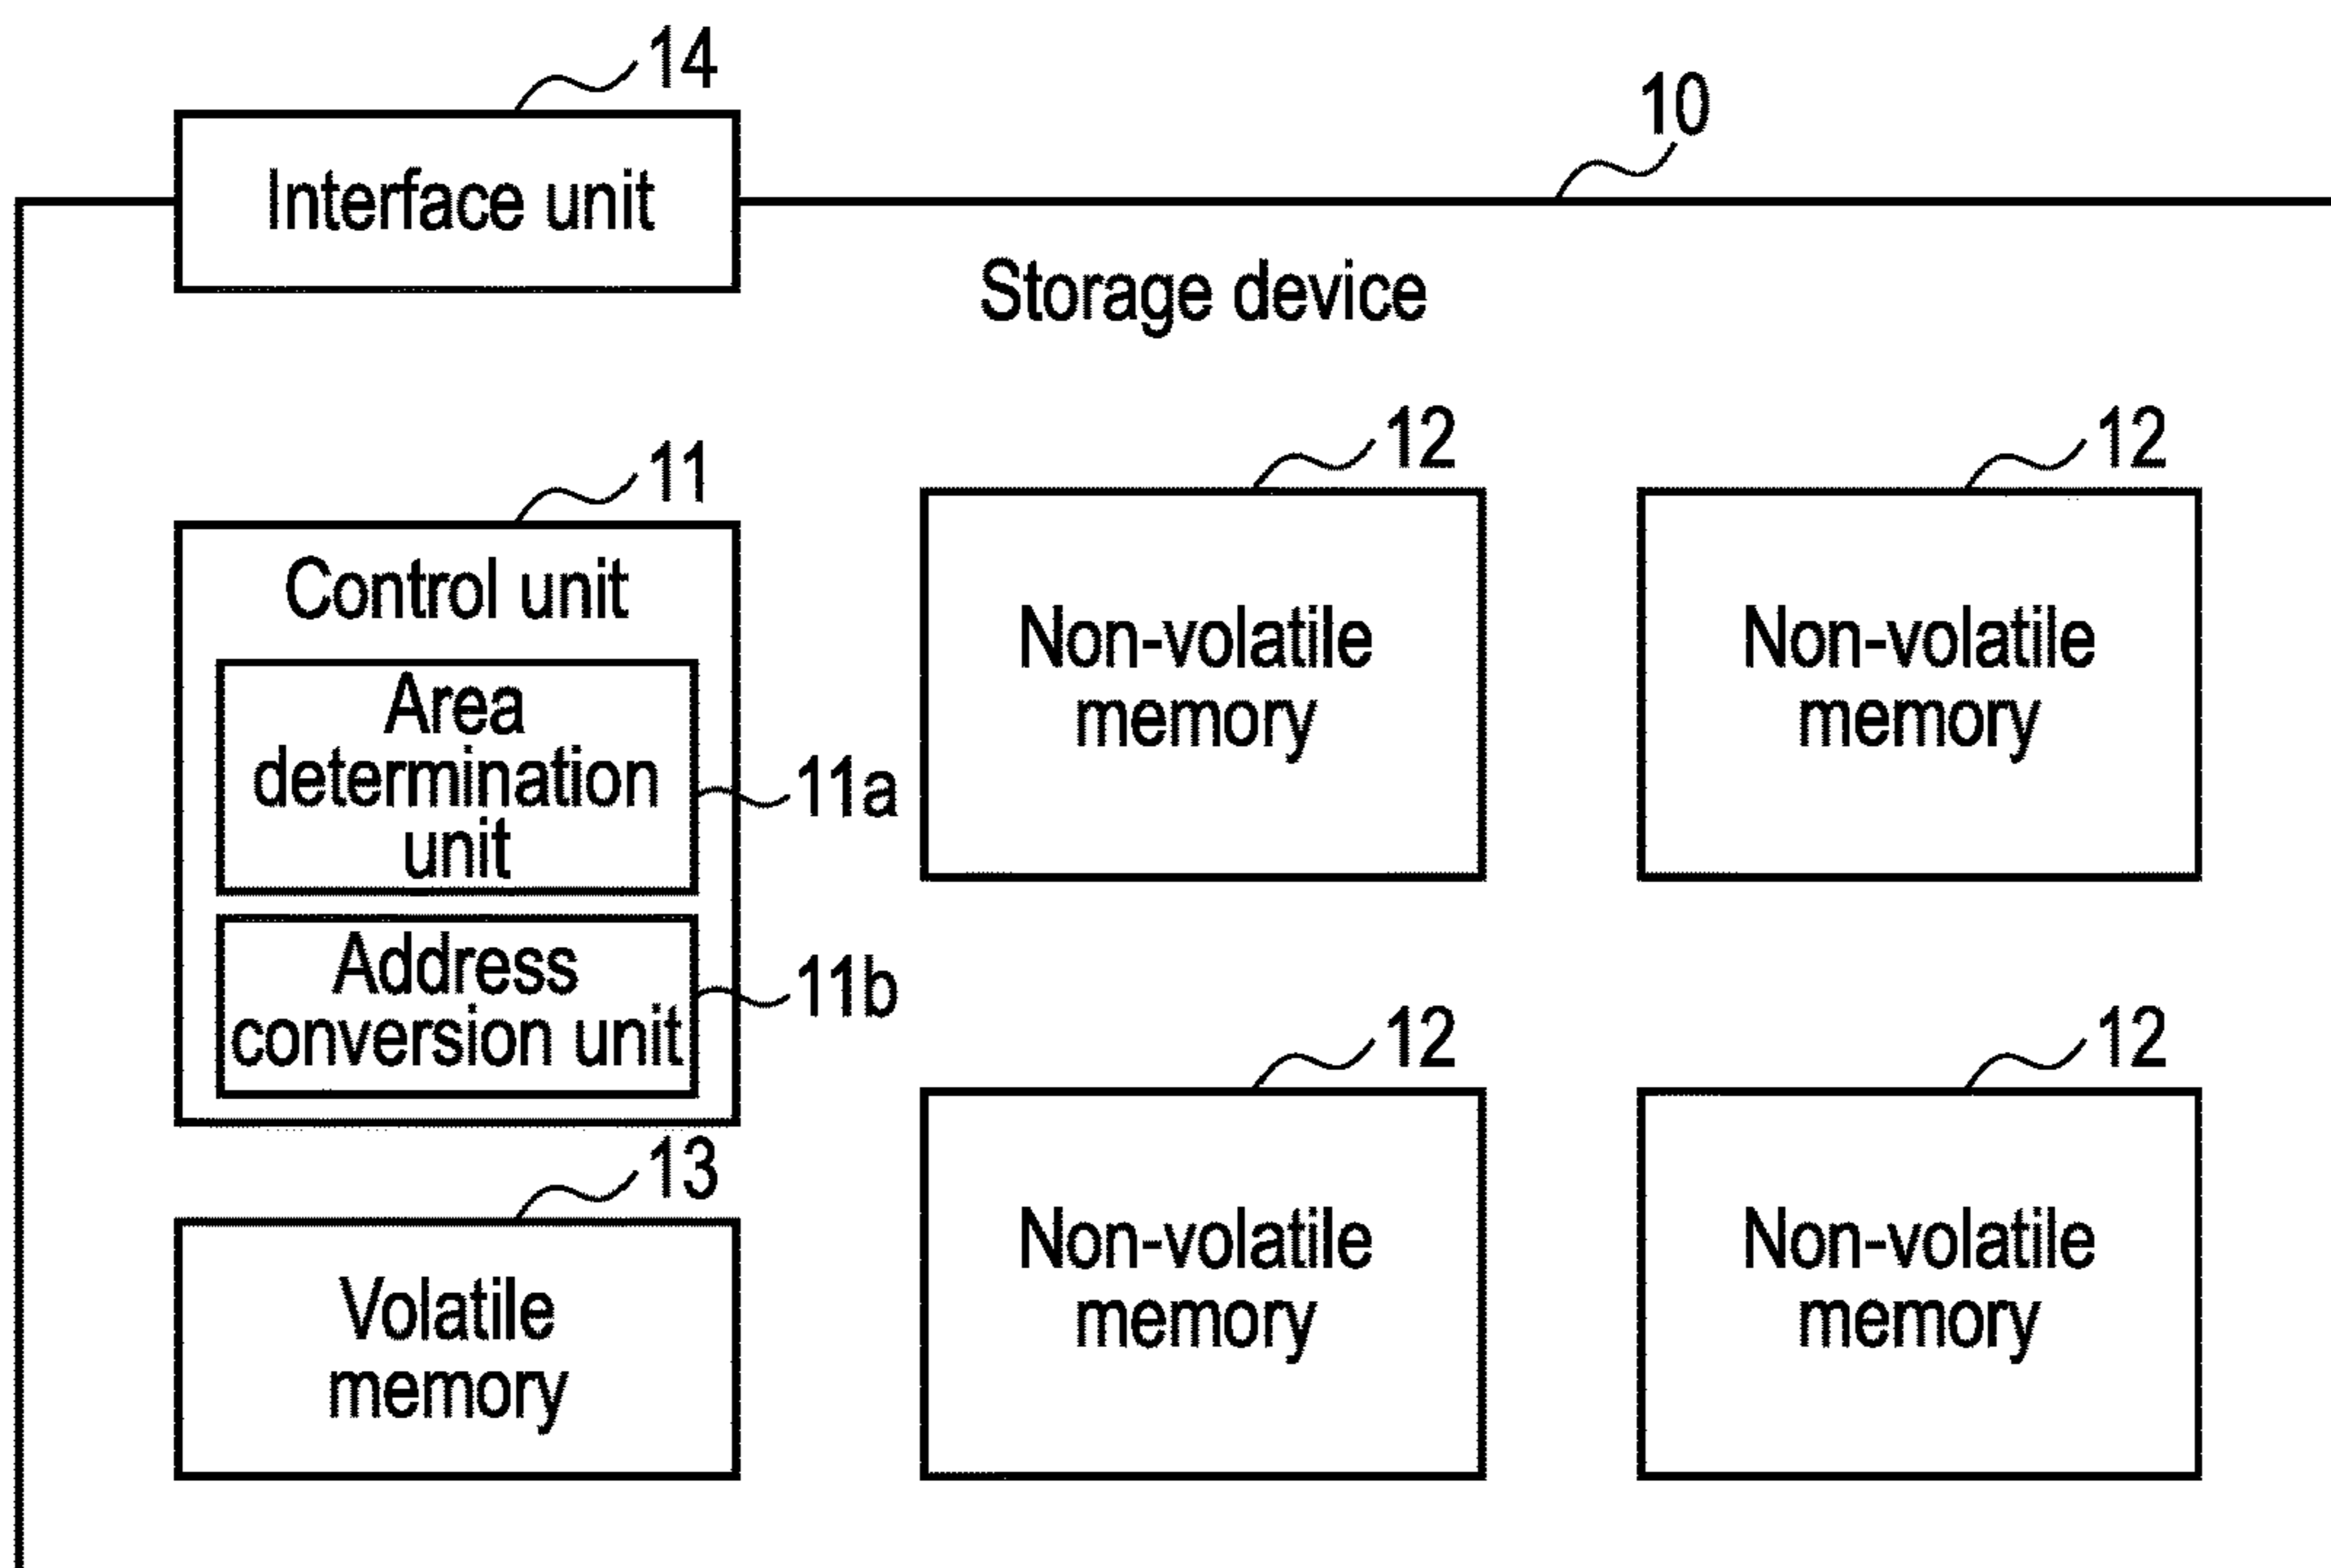 14
10
Interface unit
Storage device
11
Control unit
Area
determination
unit
11a
Address
conversion unit
11b
13
Volatile
memory
12
Non-volatile
memory
12
Non-volatile
memory
12
Non-volatile
memory
12
Non-volatile
memory